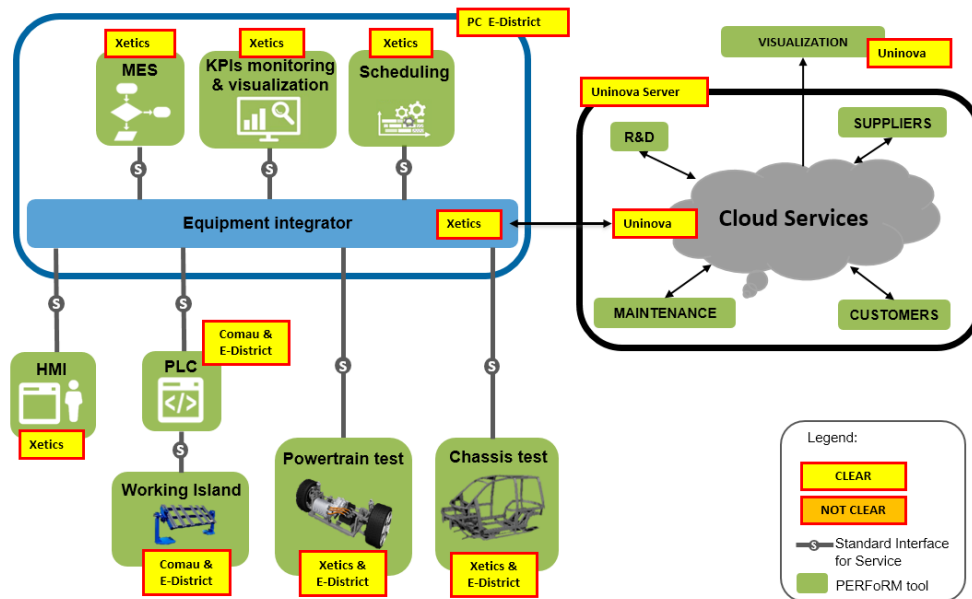 PC E-District
Xetics
MES
Xetics
KPIs monitoring
& visualization
Xetics
Scheduling
S
S
S
Equipment integrator
Xetics
S
S
S
S
HMI
Xetics
Comau &
E-District
PLC
</>
S
Working Island
Comau &
E-District
Powertrain test
Xetics &
E-District
Chassis test
Xetics &
E-District
VISUALIZATION
Uninova
Uninova Server
R&D
SUPPLIERS
Uninova
Cloud Services
MAINTENANCE
CUSTOMERS
Legend:
CLEAR
NOT CLEAR
S
Standard Interface
for Service
PERFoRM tool